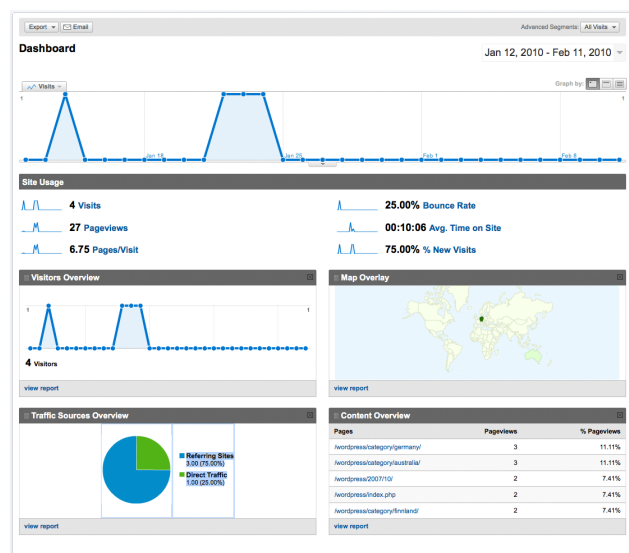 Export Email Advanced Segments: All Visits
Dashboard
Jan 12, 2010 - Feb 11, 2010
Visits Graph by:
1 1
Jan 18 Jan 25 Feb 1 Feb 8
Site Usage
4 Visits 25.00% Bounce Rate
27 Pageviews 00:10:06 Avg. Time on Site
6.75 Pages/Visit 75.00% % New Visits
Visitors Overview
1 1
4 Visitors
view report
Map Overlay
view report
Traffic Sources Overview
Referring Sites
3.00 (75.00%)
Direct Traffic
1.00 (25.00%)
view report
Content Overview
Pages Pageviews % Pageviews
/wordpress/category/germany/ 3 11.11%
/wordpress/category/australia/ 3 11.11%
/wordpress/2007/10/ 2 7.41%
/wordpress/index.php 2 7.41%
/wordpress/category/finnland/ 2 7.41%
view report